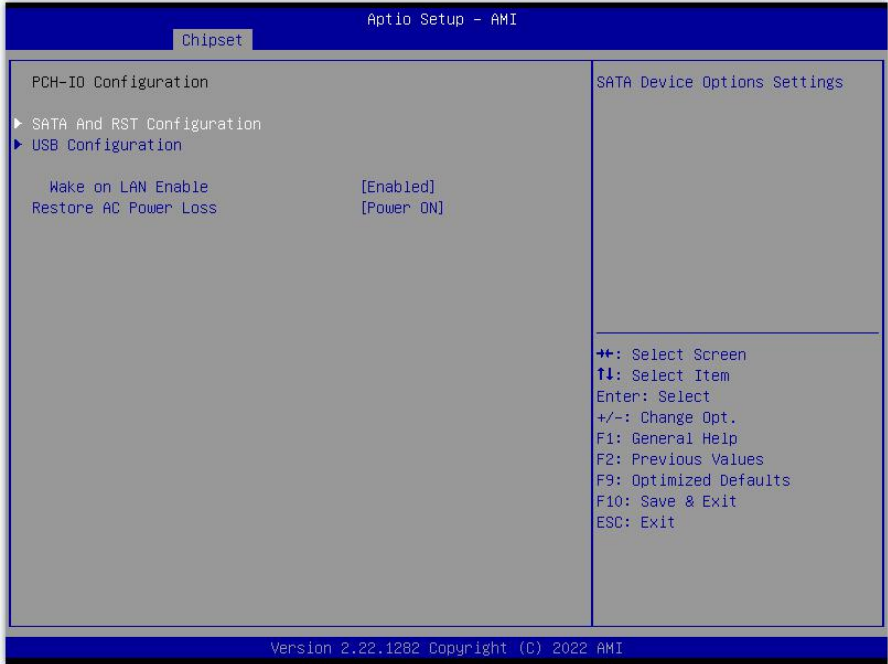 Aptio Setup – AMI
Chipset
PCH-IO Configuration
SATA And RST Configuration
USB Configuration
Wake on LAN Enable [Enabled]
Restore AC Power Loss [Power ON]
SATA Device Options Settings
→←: Select Screen
↑↓: Select Item
Enter: Select
+/-: Change Opt.
F1: General Help
F2: Previous Values
F9: Optimized Defaults
F10: Save & Exit
ESC: Exit
Version 2.22.1282 Copyright (C) 2022 AMI